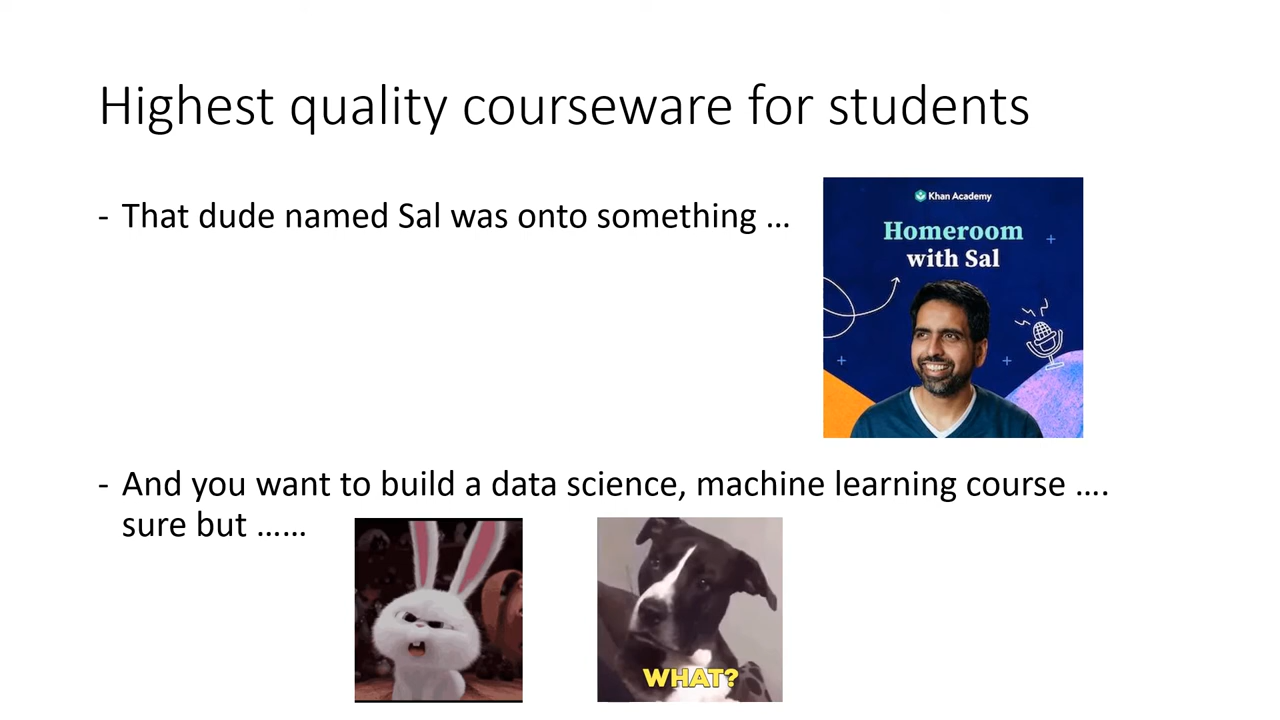 Highest quality courseware for students
- That dude named Sal was onto something ...
Khan Academy
Homeroom
with Sal
- And you want to build a data science, machine learning course ....
sure but ......
WHAT?